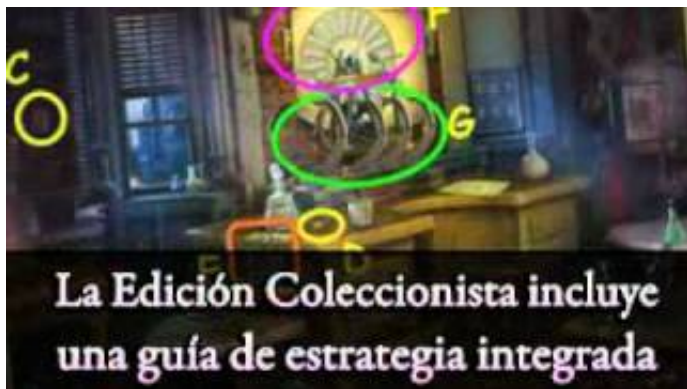 F
C
G
E
D
La Edición Coleccionista incluye
una guía de estrategia integrada